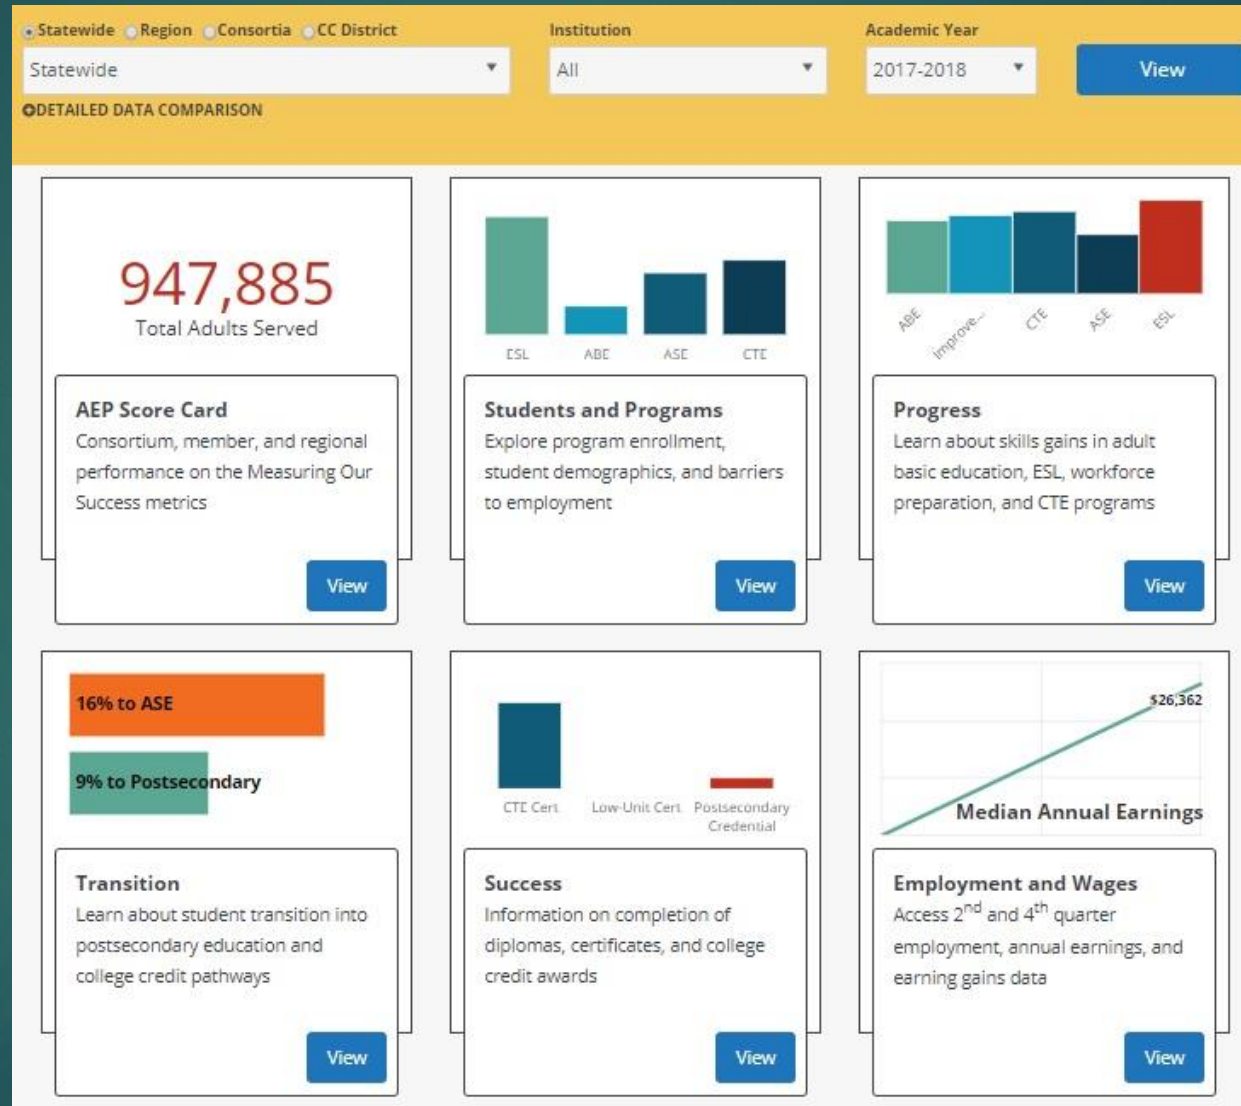 Statewide Region Consortia CC District Institution Academic Year
Statewide All 2017-2018 View
DETAILED DATA COMPARISON
947,885
Total Adults Served
AEP Score Card
Consortium, member, and regional
performance on the Measuring Our
Success metrics
View
ESL ABE ASE CTE
Students and Programs
Explore program enrollment,
student demographics, and barriers
to employment
View
ABE improve... CTE ASE ESL
Progress
Learn about skills gains in adult
basic education, ESL, workforce
preparation, and CTE programs
View
16% to ASE
9% to Postsecondary
Transition
Learn about student transition into
postsecondary education and
college credit pathways
View
CTE Cert Low-Unit Cert Postsecondary
Credential
Success
Information on completion of
diplomas, certificates, and college
credit awards
View
$26,362
Median Annual Earnings
Employment and Wages
Access 2nd and 4th quarter
employment, annual earnings, and
earning gains data
View